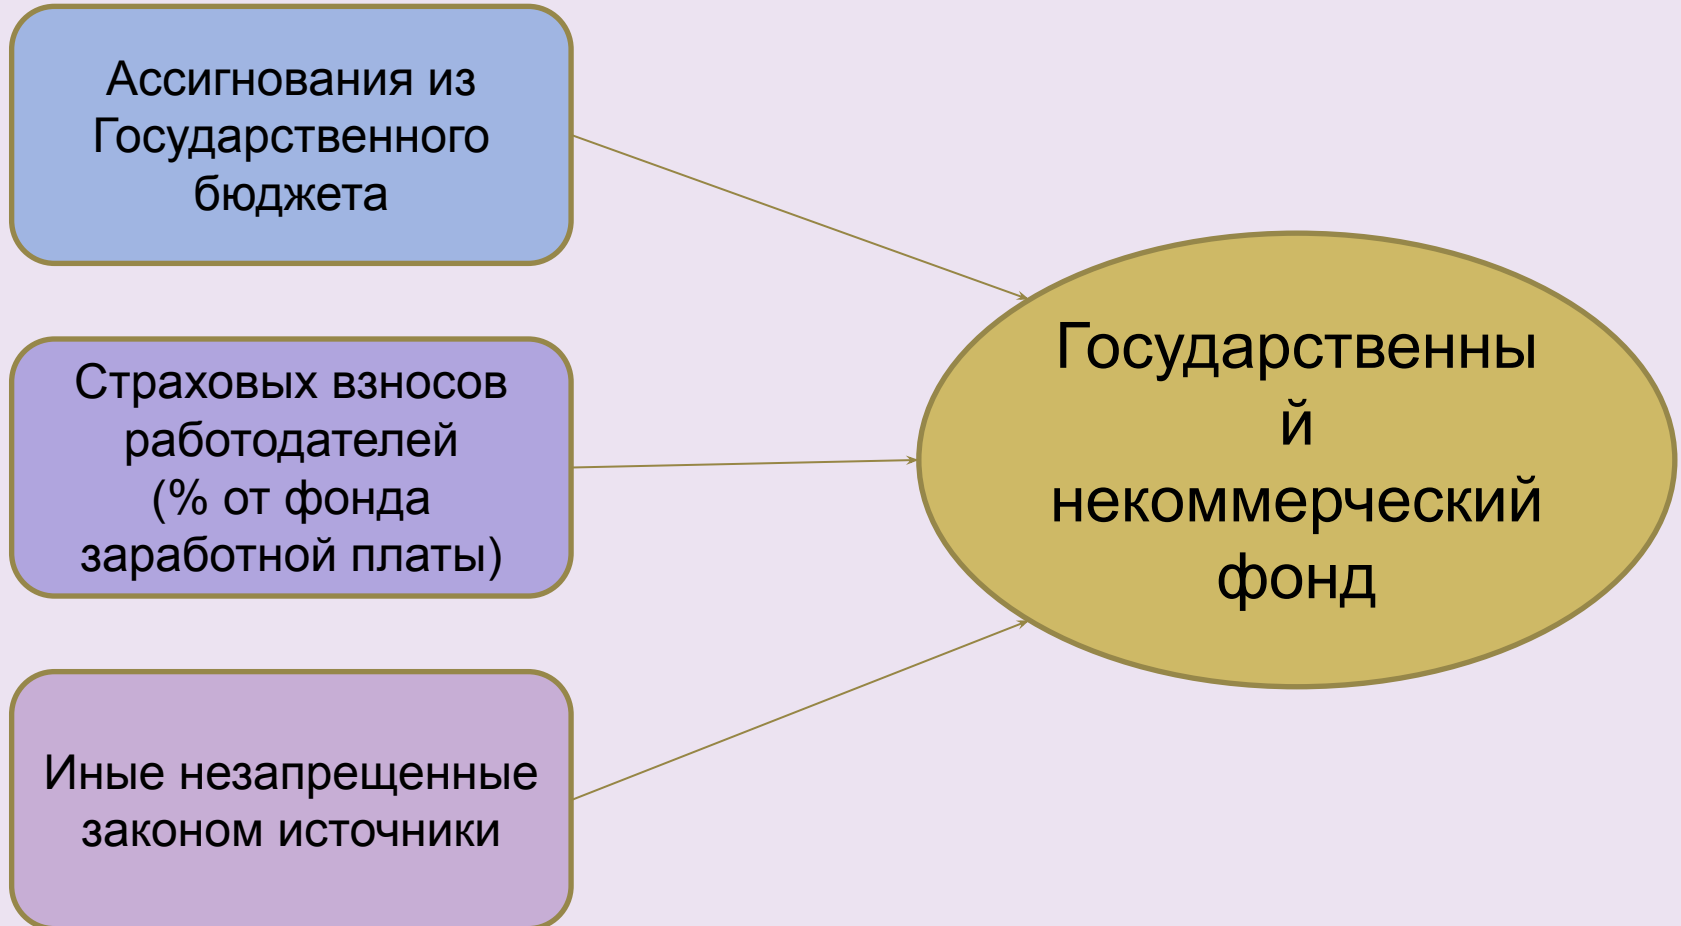 Ассигнования из
Государственного
бюджета
Страховых взносов
работодателей
(% от фонда
заработной платы)
Иные незапрещенные
законом источники
Государственны
й
некоммерческий
фонд